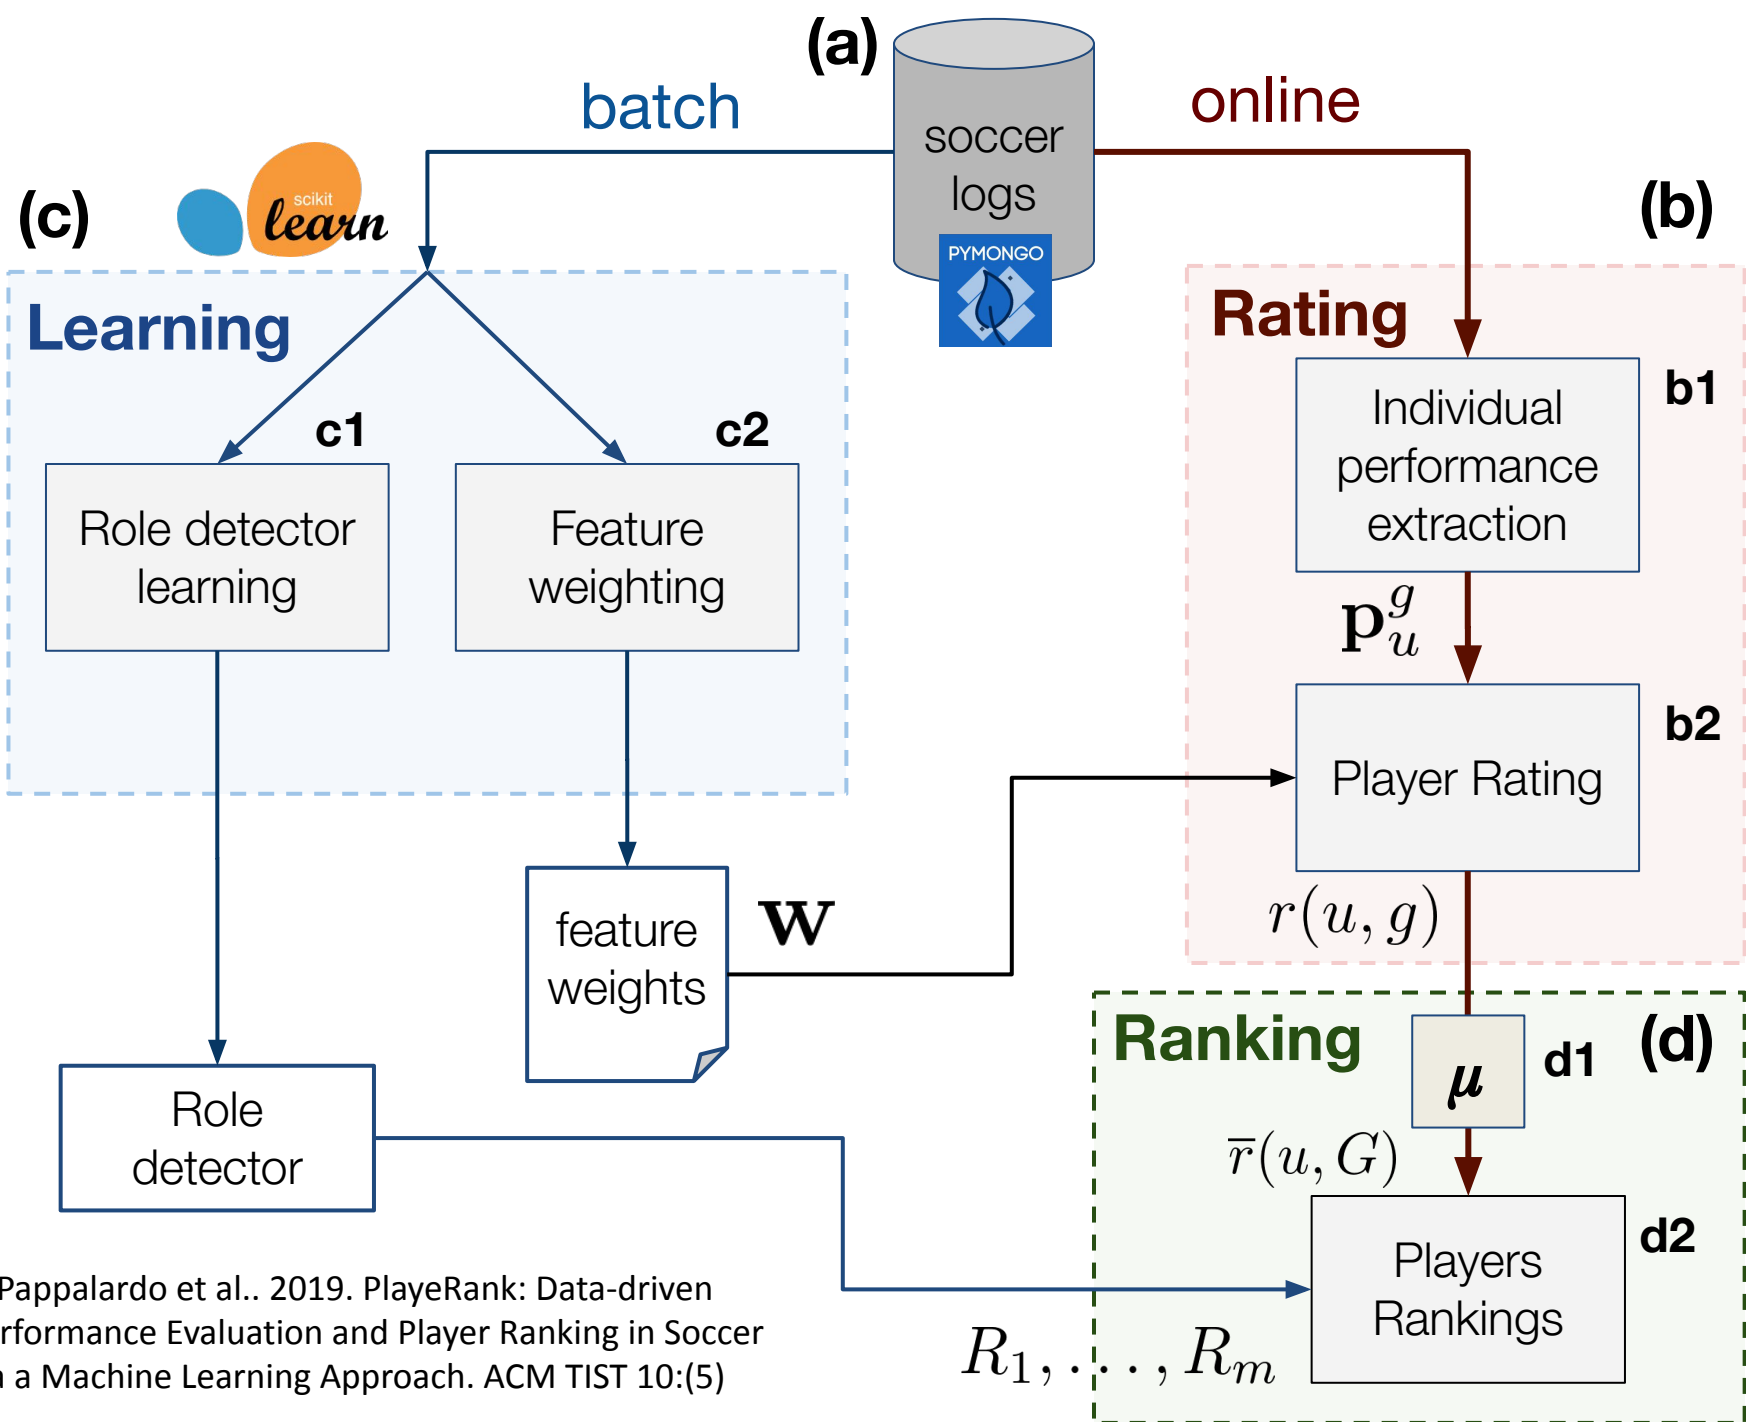 (a)
batch
online
soccer
logs
PYMONGO
(c)
scikit
learn
(b)
Learning
Rating
c1
c2
b1
Role detector
learning
Feature
weighting
Individual
performance
extraction
p_u^g
b2
Player Rating
r(u, g)
feature
weights
w
Ranking
(d)
μ
d1
r̅(u, G)
Role
detector
d2
Players
Rankings
R₁, . . . , Rₘ
Pappalardo et al.. 2019. PlayeRank: Data-driven
rformance Evaluation and Player Ranking in Soccer
a Machine Learning Approach. ACM TIST 10:(5)